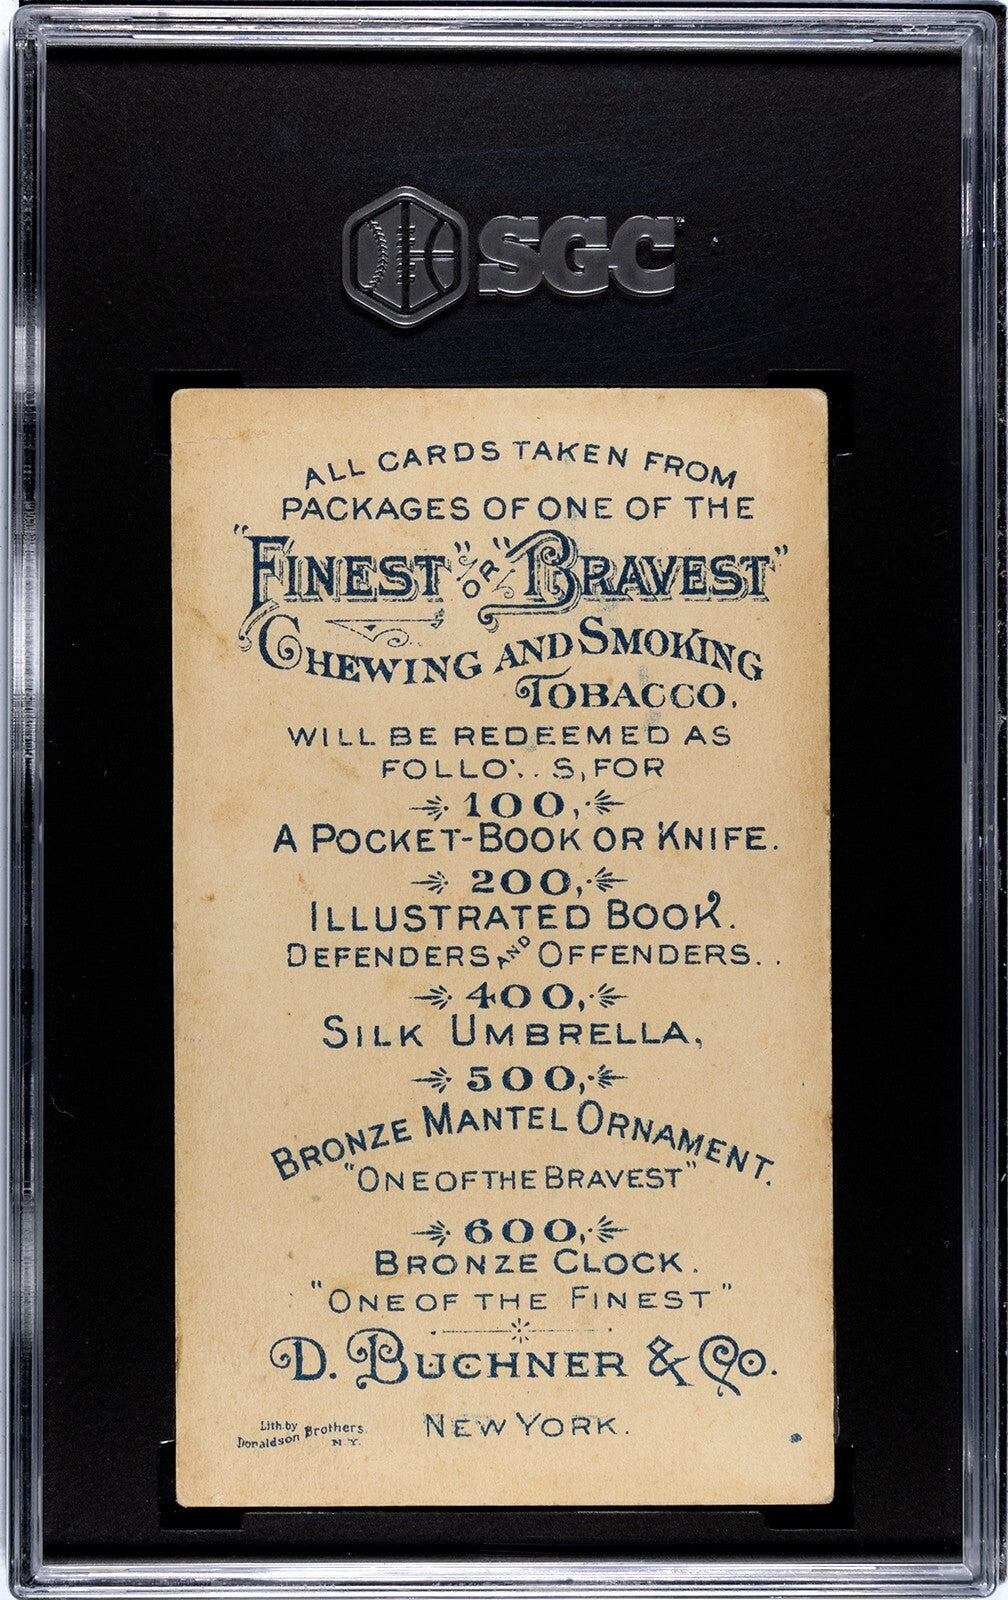 SGC
ALL CARDS TAKEN FROM
PACKAGES OF ONE OF THE
"FINEST" OR "BRAVEST"
CHEWING AND SMOKING
TOBACCO.
WILL BE REDEEMED AS
FOLLO'..S, FOR
100,
A POCKET-BOOK OR KNIFE.
200,
ILLUSTRATED BOOK.
DEFENDERS AND OFFENDERS..
400,
SILK UMBRELLA,
500,
BRONZE MANTEL ORNAMENT.
"ONE OF THE BRAVEST"
600,
BRONZE CLOCK.
"ONE OF THE FINEST"
D. BUCHNER & CO.
NEW YORK.
Lith. by
Donaldson Brothers
N.Y.